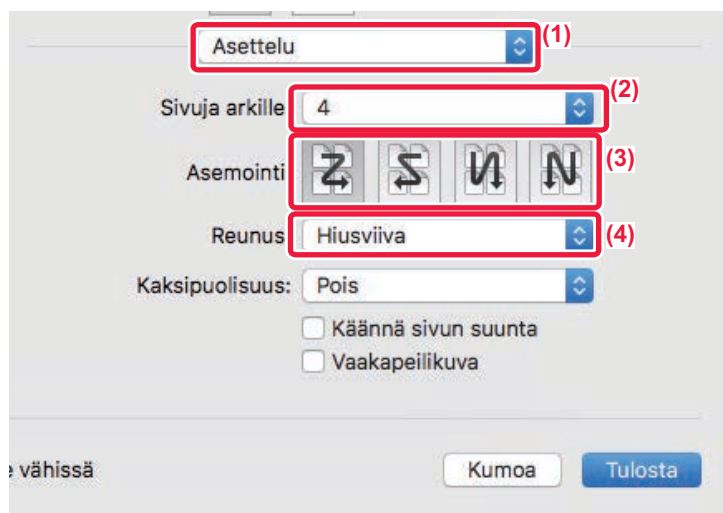 Asettelu (1)
Sivuja arkille 4 (2)
Asemointi (3)
Reunus Hiusviiva (4)
Kaksipuolisuus: Pois
Käännä sivun suunta
Vaakapeilikuva
e vähissä Kumoa Tulosta